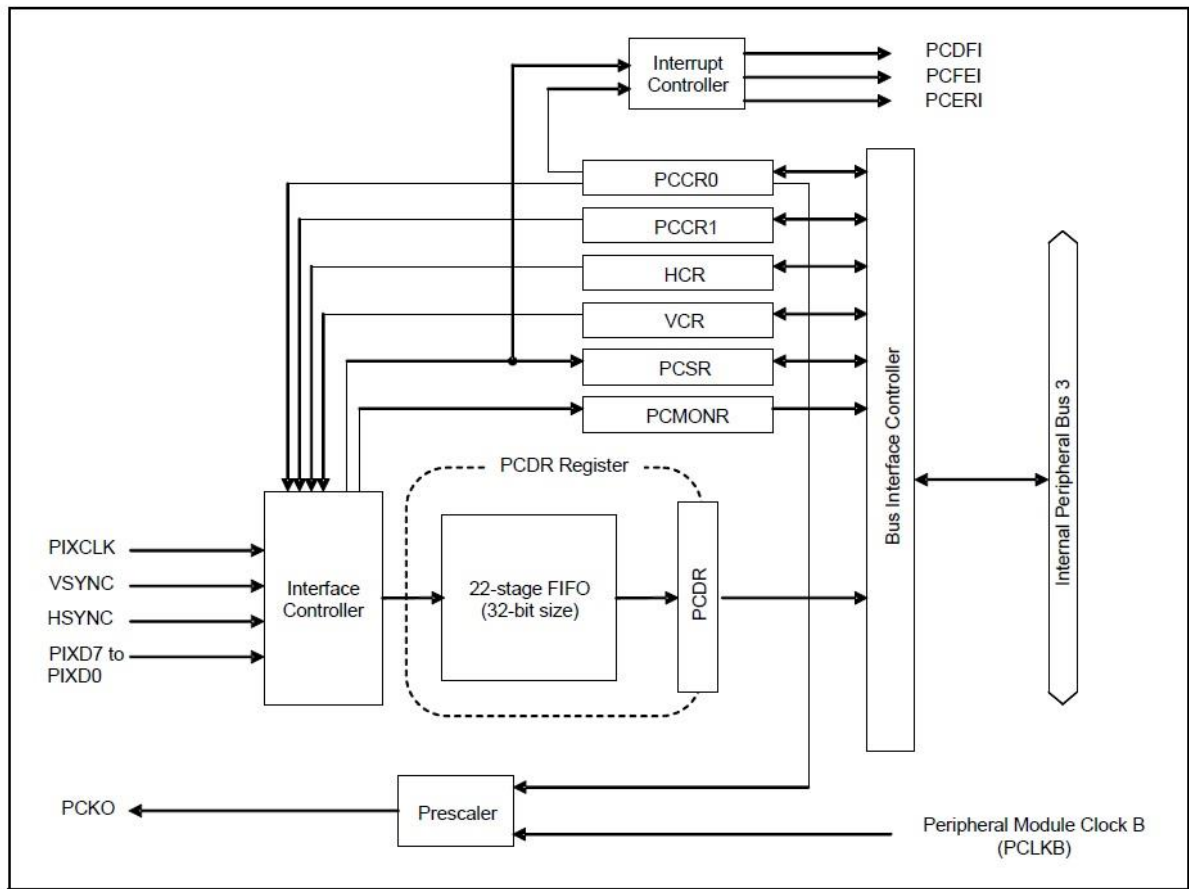 Interrupt
Controller
PCDFI
PCFEI
PCERI
PCCR0
PCCR1
HCR
VCR
PCSR
PCMONR
Bus Interface Controller
Internal Peripheral Bus 3
PCDR Register
PIXCLK
VSYNC
HSYNC
PIXD7 to
PIXD0
Interface
Controller
22-stage FIFO
(32-bit size)
PCDR
PCKO
Prescaler
Peripheral Module Clock B
(PCLKB)